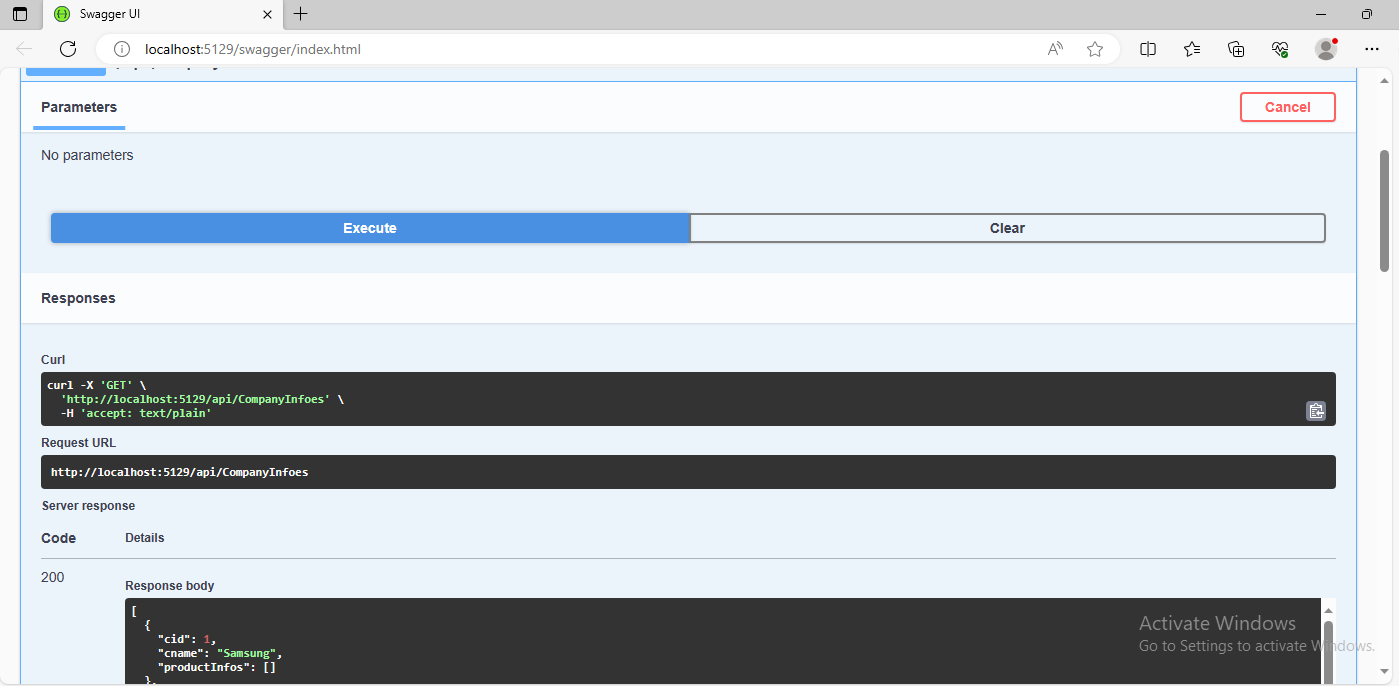 Swagger UI
localhost:5129/swagger/index.html
Parameters
Cancel
No parameters
Execute
Clear
Responses
Curl
curl -X 'GET' \
'http://localhost:5129/api/CompanyInfoes' \
-H 'accept: text/plain'
Request URL
http://localhost:5129/api/CompanyInfoes
Server response
Code Details
200
Response body
[
{
"cid": 1,
"cname": "Samsung",
"productInfos": []
},
Activate Windows
Go to Settings to activate Windows.